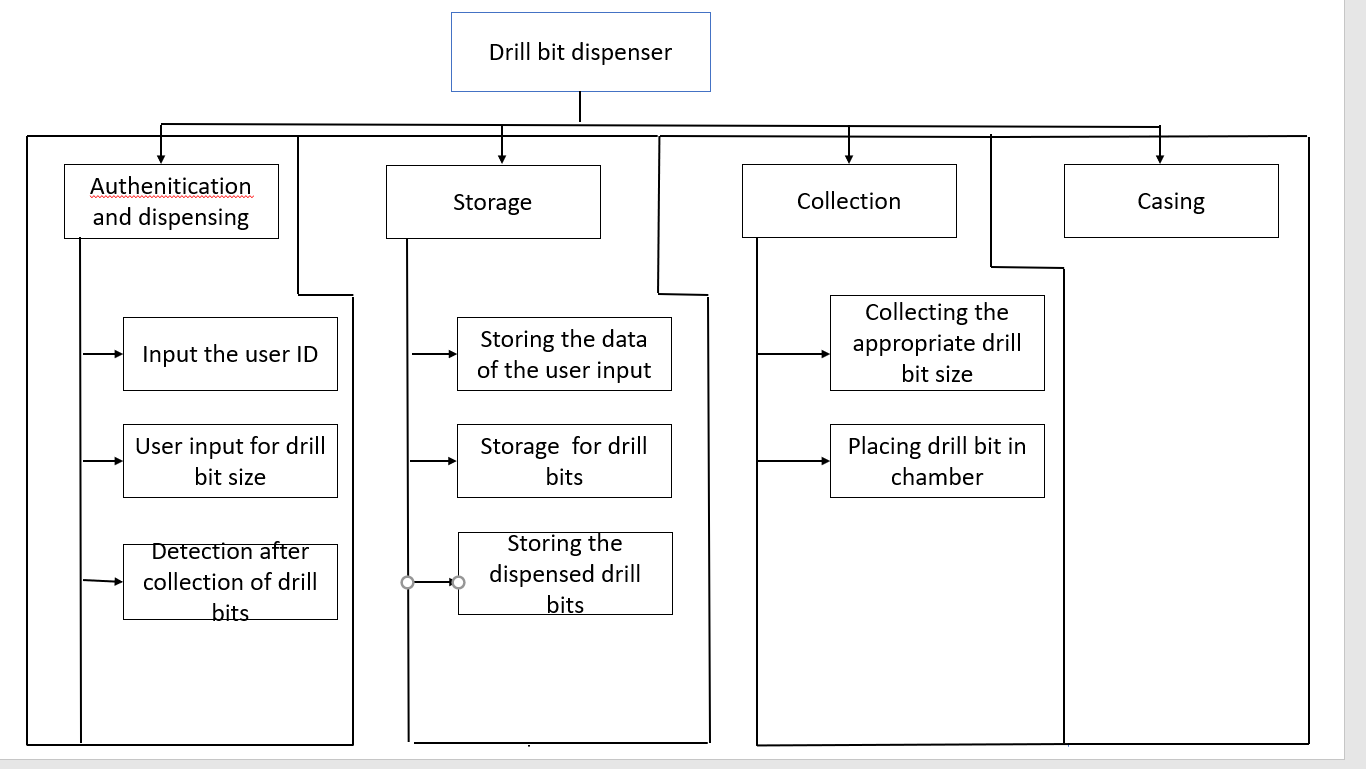 Drill bit dispenser
Authenitication
and dispensing
Storage
Collection
Casing
Input the user ID
User input for drill
bit size
Detection after
collection of drill
bits
Storing the data
of the user input
Storage  for drill
bits
Storing the
dispensed drill
bits
Collecting the
appropriate drill
bit size
Placing drill bit in
chamber